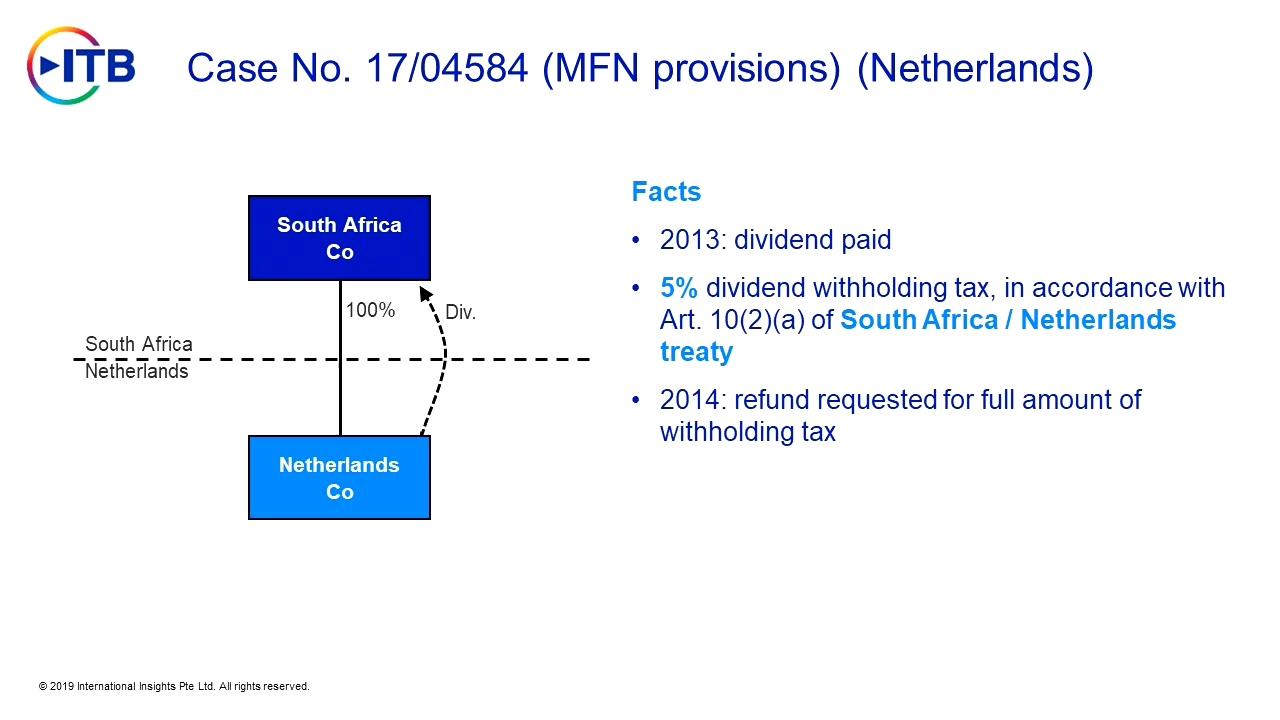 ITB
Case No. 17/04584 (MFN provisions) (Netherlands)
South Africa
Co
100%
Div.
South Africa
Netherlands
Netherlands
Co
Facts
• 2013: dividend paid
• 5% dividend withholding tax, in accordance with
Art. 10(2)(a) of South Africa / Netherlands
treaty
• 2014: refund requested for full amount of
withholding tax
© 2019 International Insights Pte Ltd. All rights reserved.